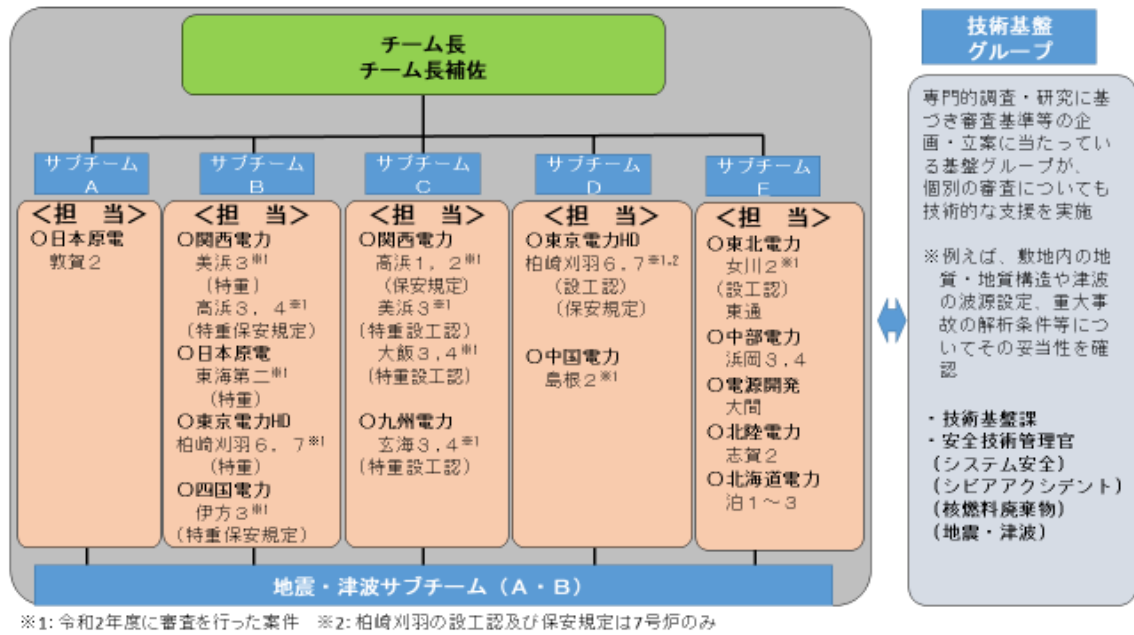 チーム長
チーム長補佐
サブチーム
A
＜担　当＞
○日本原電
敦賀２
サブチーム
B
＜担　当＞
○関西電力
美浜３※1
(特重)
高浜３，４※1
(特重保安規定)
○日本原電
東海第二※1
(特重)
○東京電力HD
柏崎刈羽６，７※1
(特重)
○四国電力
伊方３※1
(特重保安規定)
サブチーム
C
＜担　当＞
○関西電力
高浜１，２※1
(保安規定)
美浜３※1
(特重設工認)
大飯３,４※1
(特重設工認)
○九州電力
玄海３,４※1
(特重設工認)
サブチーム
D
＜担　当＞
○東京電力HD
柏崎刈羽６,７※1,2
(設工認)
(保安規定)
○中国電力
島根２※1
サブチーム
E
＜担　当＞
○東北電力
女川２※1
(設工認)
東通
○中部電力
浜岡３,４
○電源開発
大間
○北陸電力
志賀２
○北海道電力
泊１～３
地震・津波サブチーム（A・B）
技術基盤
グループ
専門的調査・研究に基
づき審査基準等の企
画・立案に当たってい
る基盤グループが、
個別の審査についても
技術的な支援を実施
※例えば、敷地内の地
質・地質構造や津波
の波源設定、重大事
故の解析条件等につ
いてその妥当性を確
認
・技術基盤課
・安全技術管理官
(システム安全)
(シビアアクシデント)
(核燃料廃棄物)
(地震・津波)
※1: 令和2年度に審査を行った案件　※2: 柏崎刈羽の設工認及び保安規定は7号炉のみ